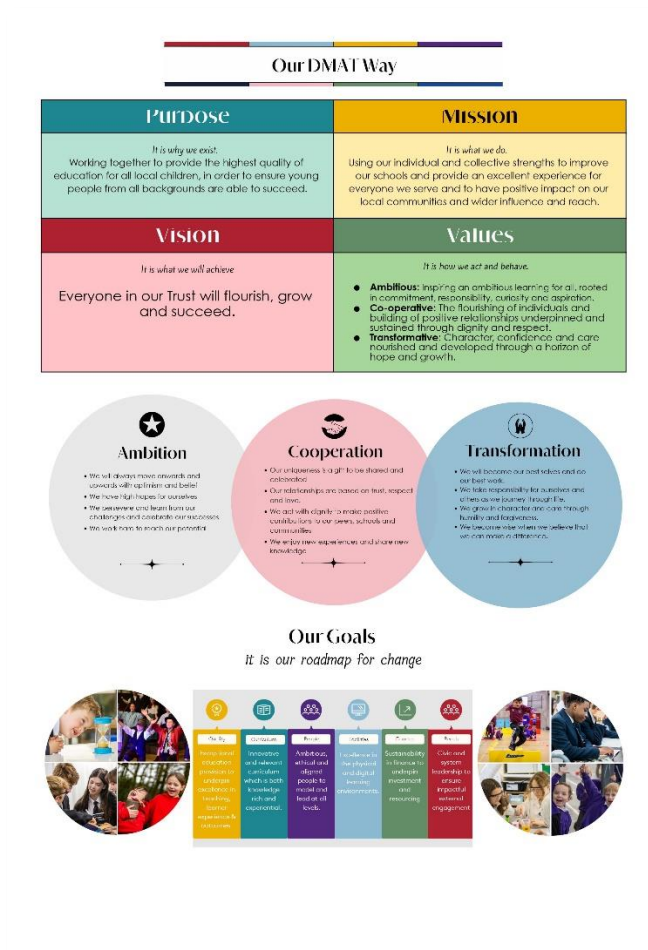 Our DMAT Way
Purpose
It is why we exist.
Working together to provide the highest quality of
education for all local children, in order to ensure young
people from all backgrounds are able to succeed.
Mission
It is what we do.
Using our individual and collective strengths to improve
our schools and provide an excellent experience for
everyone we serve and to have positive impact on our
local communities and wider influence and reach.
Vision
It is what we will achieve
Everyone in our Trust will flourish, grow
and succeed.
Values
It is how we act and behave.
● Ambitious: Inspiring an ambitious learning for all, rooted
in commitment, responsibility, curiosity and aspiration.
● Co-operative: The flourishing of individuals and
building of positive relationships underpinned and
sustained through dignity and respect.
● Transformative: Character, confidence and care
nourished and developed through a horizon of
hope and growth.
Ambition
• We will always move onwards and
upwards with optimism and belief
• We have high hopes for ourselves
• We persevere and learn from our
challenges and celebrate our successes
• We work hard to reach our potential
Cooperation
• Our uniqueness is a gift to be shared and
celebrated
• Our relationships are based on trust, respect
and love.
• We act with dignity to make positive
contributions to our peers, schools and
communities
• We enjoy new experiences and share new
knowledge
Transformation
• We will become our best selves and do
our best work.
• We take responsibility for ourselves and
others as we journey through life.
• We grow in character and care through
humility and forgiveness.
• We become wise when we believe that
we can make a difference.
Our Goals
It is our roadmap for change
Exceptional
education
provision to
underpin
excellence in
teaching,
learner
experience &
outcomes.
Innovative
and relevant
curriculum
which is both
knowledge
rich and
experiential.
Ambitious,
ethical and
aligned
people to
model and
lead at all
levels.
Excellence in
the physical
and digital
learning
environments.
Sustainability
in finance to
underpin
investment
and
resourcing
Civic and
system
leadership to
ensure
impactful
external
engagement